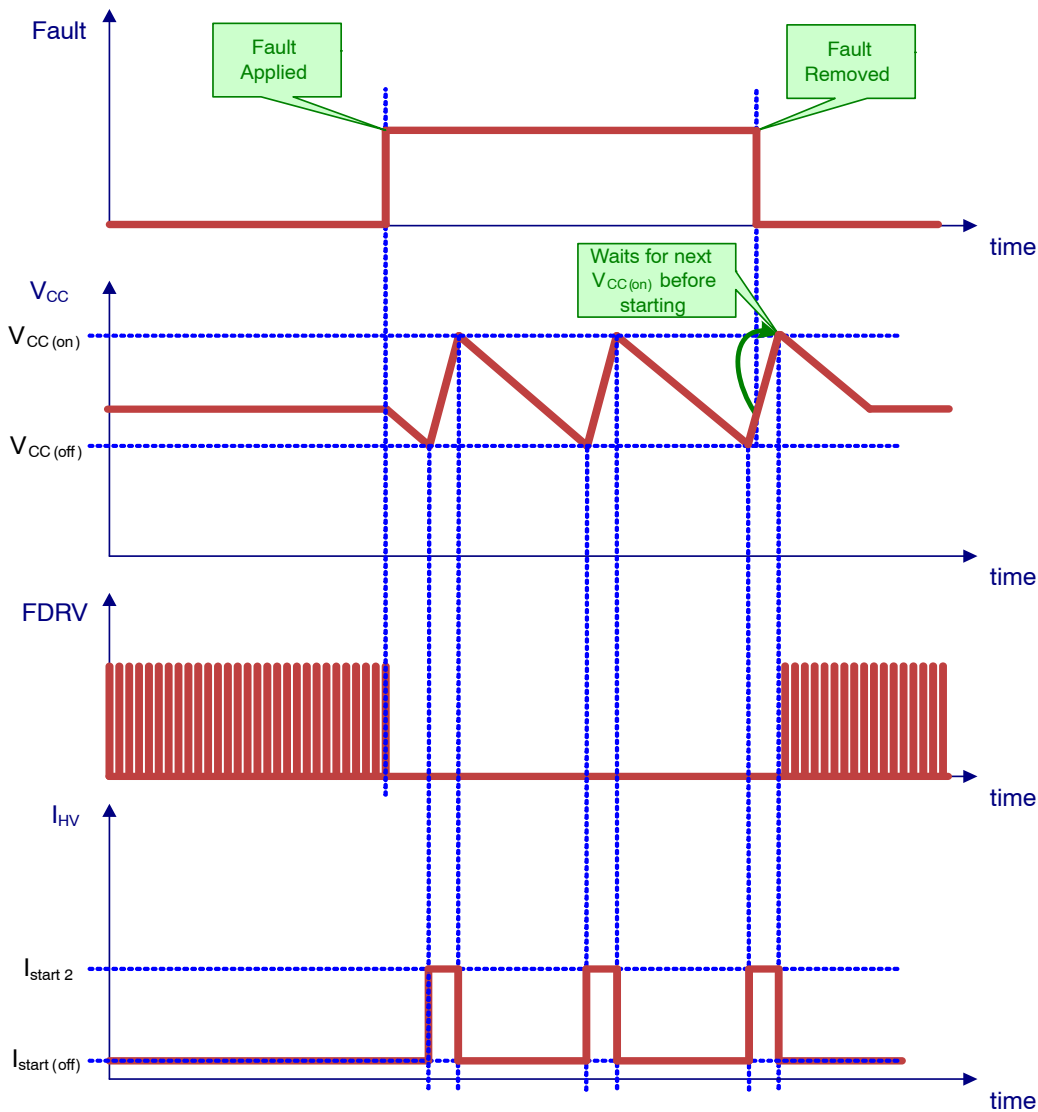 Fault
Fault
Applied
Fault
Removed
time
Waits for next
VCC(on) before
starting
VCC
VCC(on)
VCC(off)
time
FDRV
time
IHV
Istart 2
Istart(off)
time